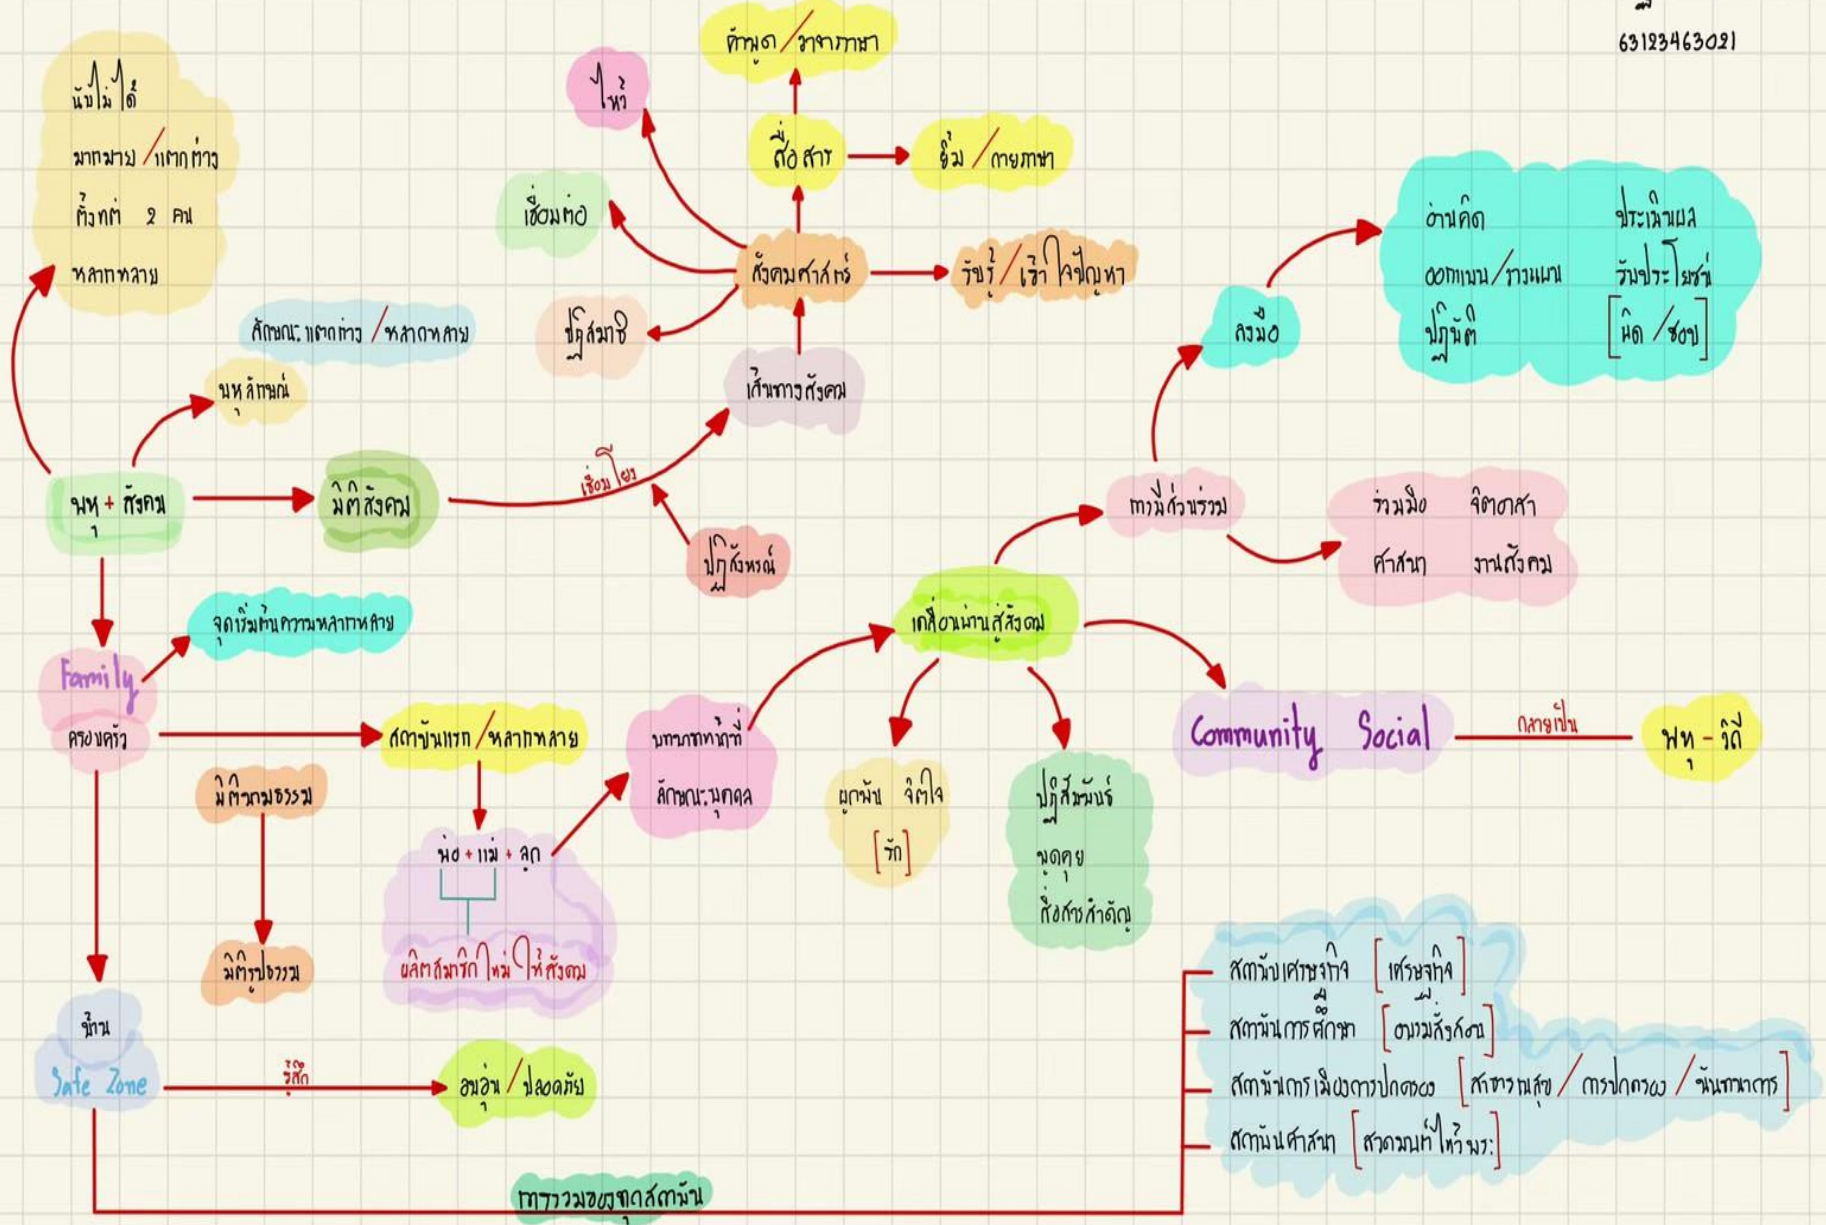 63123463021
นับไม่ได้
มากมาย / แตกต่าง
ตั้งแต่ 2 คน
หลากหลาย
คำพูด / วาจาภาษา
ไหว้
สื่อสาร
ยิ้ม / กายภาษา
เชื่อมต่อ
สังคมศาสตร์
รับรู้ / เข้าใจปัญหา
อ่านคิด ประเมินผล
ออกแบบ / วางแผน รับประโยชน์
ปฏิบัติ [ผิด / ชอบ]
ลงมือ
ลักษณะแตกต่าง / หลากหลาย
พหุลักษณ์
ปฏิสมาชิ
เส้นทางสังคม
พหุ + สังคม
มิติสังคม
เชื่อมโยง
ปฏิสังหรณ์
การมีส่วนร่วม
ร่วมมือ จิตอาสา
ศาสนา งานสังคม
เคลื่อนผ่านสู่สังคม
จุดเริ่มต้นความหลากหลาย
Family
ครอบครัว
สถาบันแรก / หลากหลาย
บทบาทหน้าที่
ลักษณะบุคคล
Community Social
กลายเป็น
พหุ - วิถี
มิตินามธรรม
มิติรูปธรรม
พ่อ + แม่ + ลูก
ผลิตสมาชิกใหม่ให้สังคม
ผูกพัน จิตใจ
[รัก]
ปฏิสัมพันธ์
พูดคุย
สื่อสารสำคัญ
บ้าน
Safe Zone
รู้สึก
อบอุ่น / ปลอดภัย
สถาบันเศรษฐกิจ [เศรษฐกิจ]
สถาบันการศึกษา [อบรมสั่งสอน]
สถาบันการเมืองการปกครอง [สาธารณสุข / การปกครอง / นันทนาการ]
สถาบันศาสนา [สวดมนต์ไหว้พระ]
การรวมของทุกสถาบัน